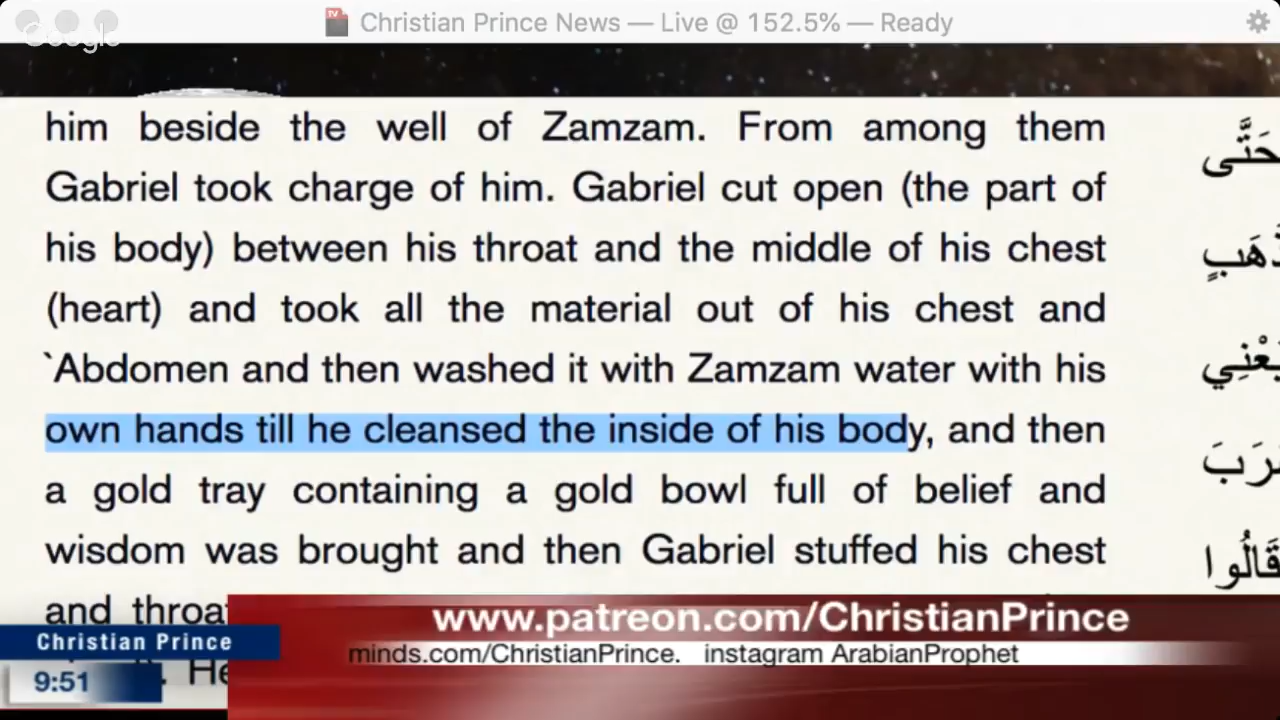 Christian Prince News — Live @ 152.5% — Ready
Google
him beside the well of Zamzam. From among them
Gabriel took charge of him. Gabriel cut open (the part of
his body) between his throat and the middle of his chest
(heart) and took all the material out of his chest and
`Abdomen and then washed it with Zamzam water with his
own hands till he cleansed the inside of his body, and then
a gold tray containing a gold bowl full of belief and
wisdom was brought and then Gabriel stuffed his chest
and throa
He
حَتَّى
يَعْنِي
قَالُوا
www.patreon.com/ChristianPrince
Christian Prince
minds.com/ChristianPrince. instagram ArabianProphet
9:51